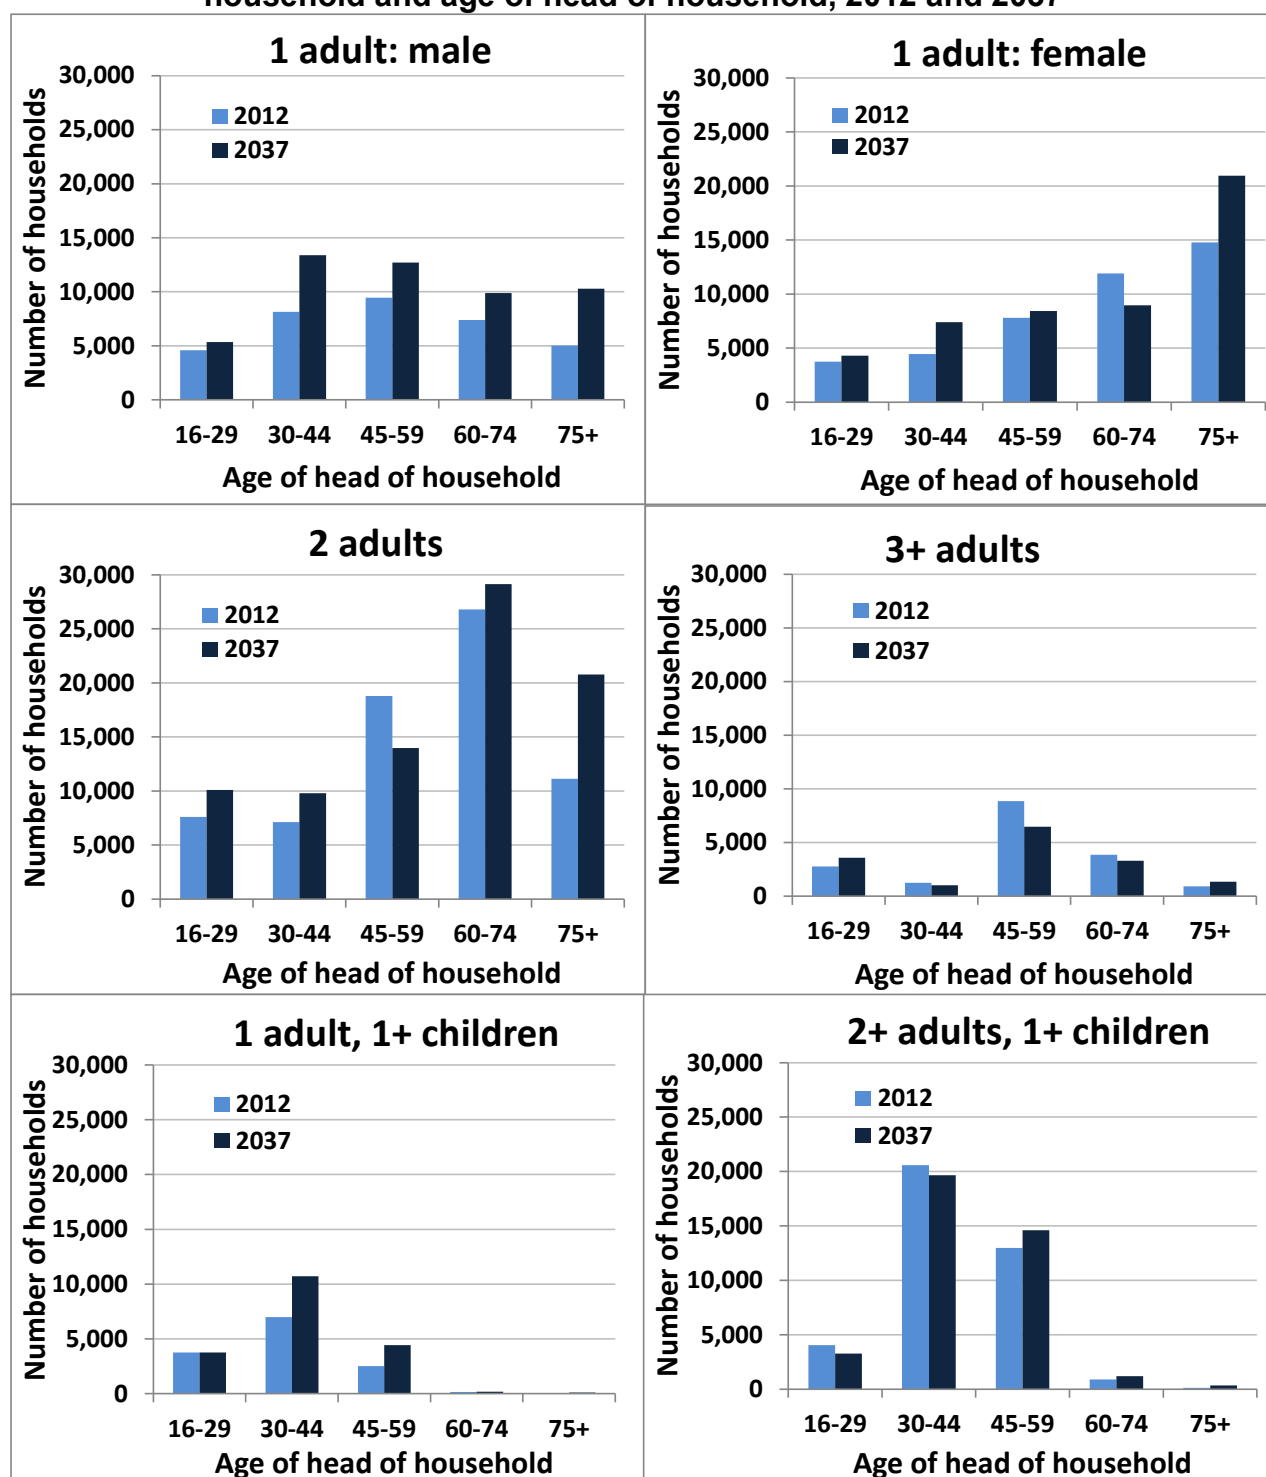 household and age of head of household, 2012 and 2037
1 adult: male
30,000
25,000
20,000
15,000
10,000
5,000
0
Number of households
2012
2037
16-29 30-44 45-59 60-74 75+
Age of head of household
1 adult: female
30,000
25,000
20,000
15,000
10,000
5,000
0
Number of households
2012
2037
16-29 30-44 45-59 60-74 75+
Age of head of household
2 adults
30,000
25,000
20,000
15,000
10,000
5,000
0
Number of households
2012
2037
16-29 30-44 45-59 60-74 75+
Age of head of household
3+ adults
30,000
25,000
20,000
15,000
10,000
5,000
0
Number of households
2012
2037
16-29 30-44 45-59 60-74 75+
Age of head of household
1 adult, 1+ children
30,000
25,000
20,000
15,000
10,000
5,000
0
Number of households
2012
2037
16-29 30-44 45-59 60-74 75+
Age of head of household
2+ adults, 1+ children
30,000
25,000
20,000
15,000
10,000
5,000
0
Number of households
2012
2037
16-29 30-44 45-59 60-74 75+
Age of head of household